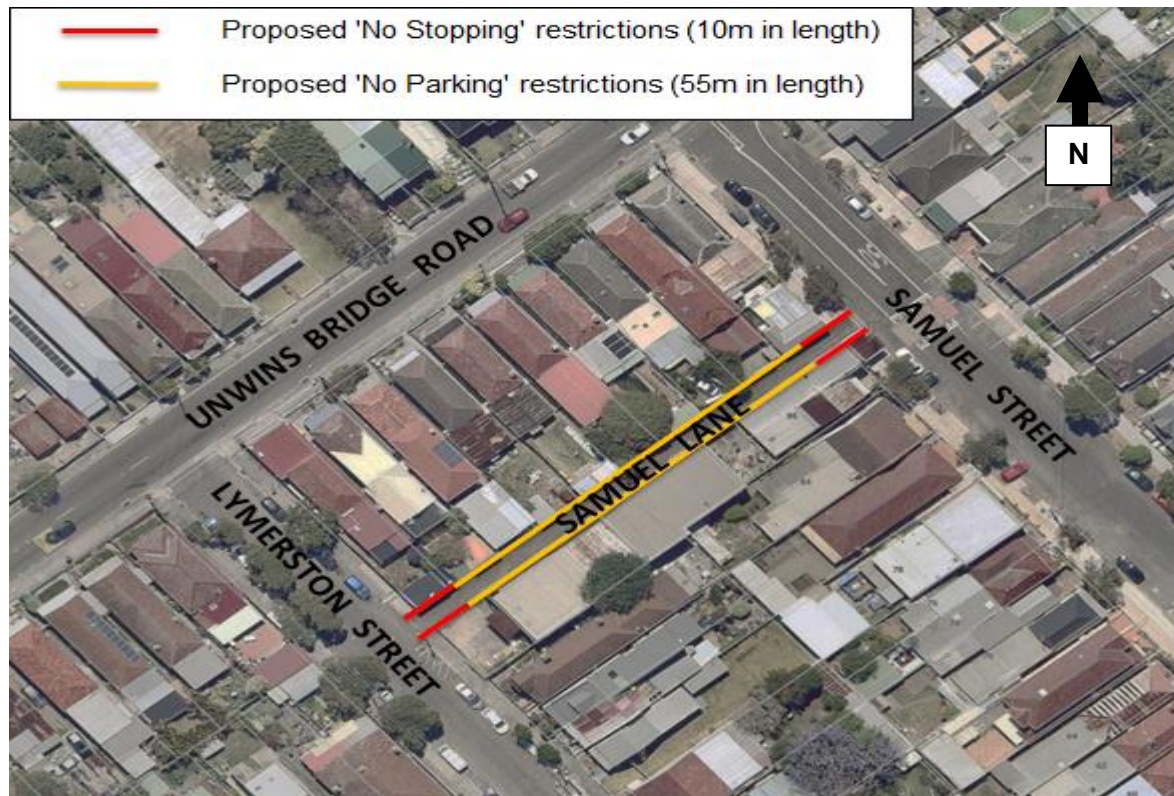 Proposed 'No Stopping' restrictions (10m in length)
Proposed 'No Parking' restrictions (55m in length)
N
UNWINS BRIDGE ROAD
SAMUEL STREET
SAMUEL LANE
LYMERSTON STREET